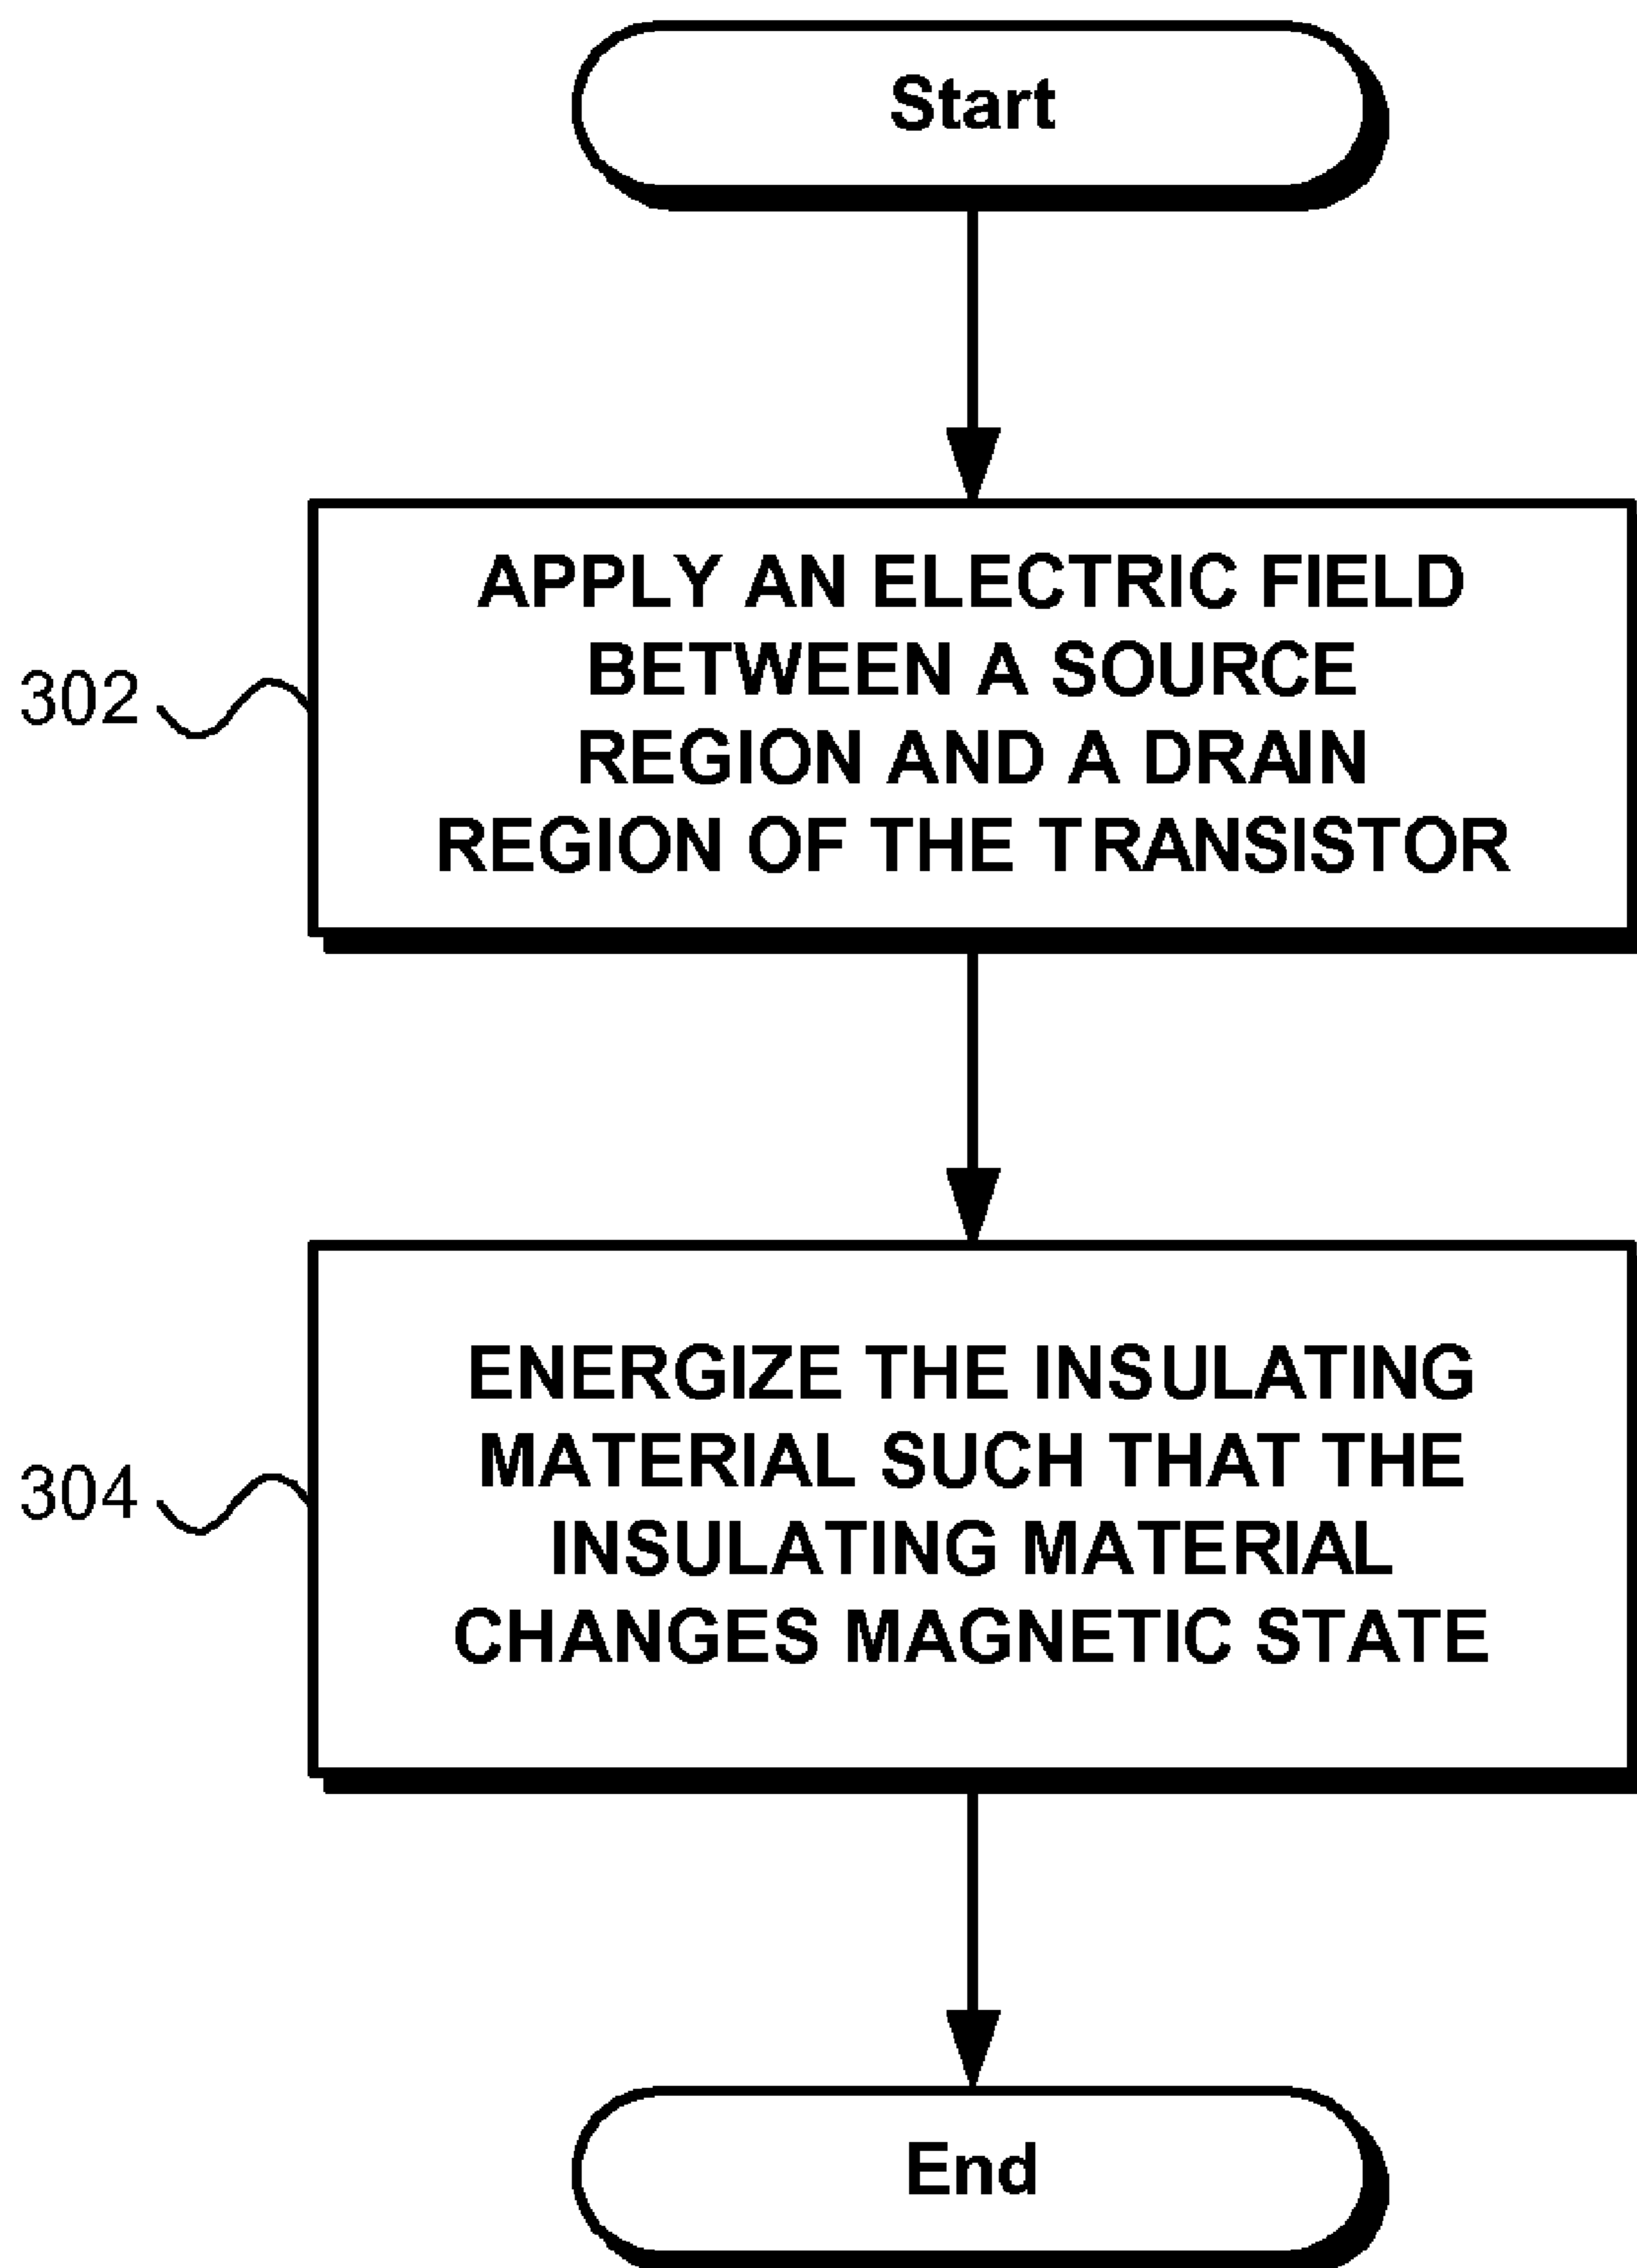 Start
302
APPLY AN ELECTRIC FIELD
BETWEEN A SOURCE
REGION AND A DRAIN
REGION OF THE TRANSISTOR
304
ENERGIZE THE INSULATING
MATERIAL SUCH THAT THE
INSULATING MATERIAL
CHANGES MAGNETIC STATE
End